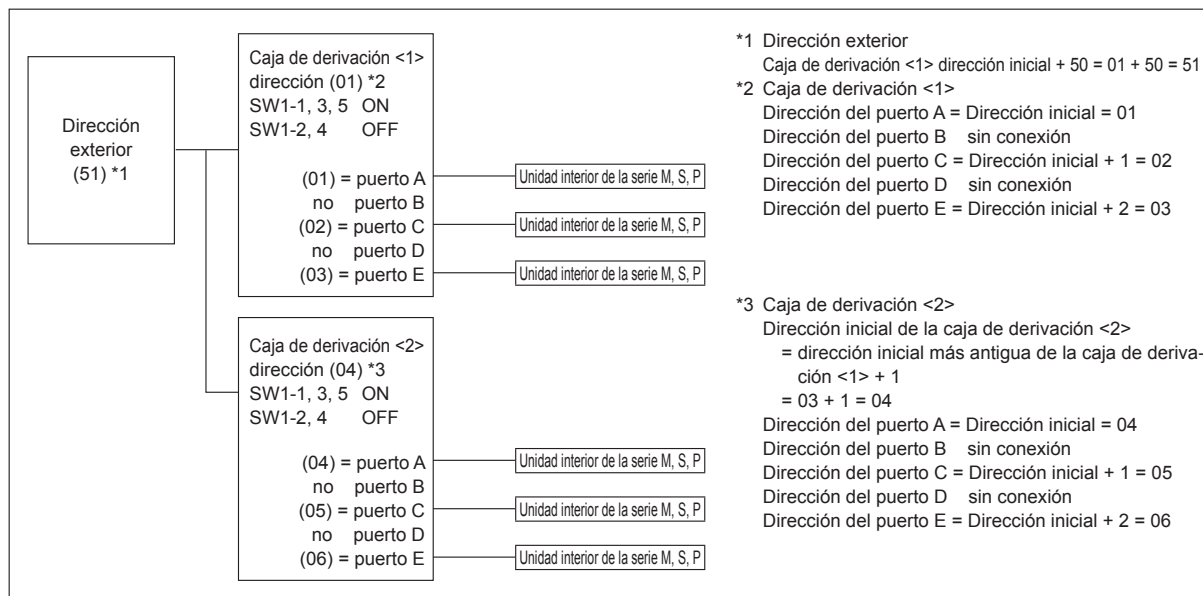 Dirección
exterior
(51) *1
Caja de derivación <1>
dirección (01) *2
SW1-1, 3, 5 ON
SW1-2, 4 OFF
(01) = puerto A
no puerto B
(02) = puerto C
no puerto D
(03) = puerto E
Unidad interior de la serie M, S, P
Unidad interior de la serie M, S, P
Unidad interior de la serie M, S, P
Caja de derivación <2>
dirección (04) *3
SW1-1, 3, 5 ON
SW1-2, 4 OFF
(04) = puerto A
no puerto B
(05) = puerto C
no puerto D
(06) = puerto E
Unidad interior de la serie M, S, P
Unidad interior de la serie M, S, P
Unidad interior de la serie M, S, P
*1 Dirección exterior
Caja de derivación <1> dirección inicial + 50 = 01 + 50 = 51
*2 Caja de derivación <1>
Dirección del puerto A = Dirección inicial = 01
Dirección del puerto B sin conexión
Dirección del puerto C = Dirección inicial + 1 = 02
Dirección del puerto D sin conexión
Dirección del puerto E = Dirección inicial + 2 = 03
*3 Caja de derivación <2>
Dirección inicial de la caja de derivación <2>
= dirección inicial más antigua de la caja de deriva-
ción <1> + 1
= 03 + 1 = 04
Dirección del puerto A = Dirección inicial = 04
Dirección del puerto B sin conexión
Dirección del puerto C = Dirección inicial + 1 = 05
Dirección del puerto D sin conexión
Dirección del puerto E = Dirección inicial + 2 = 06